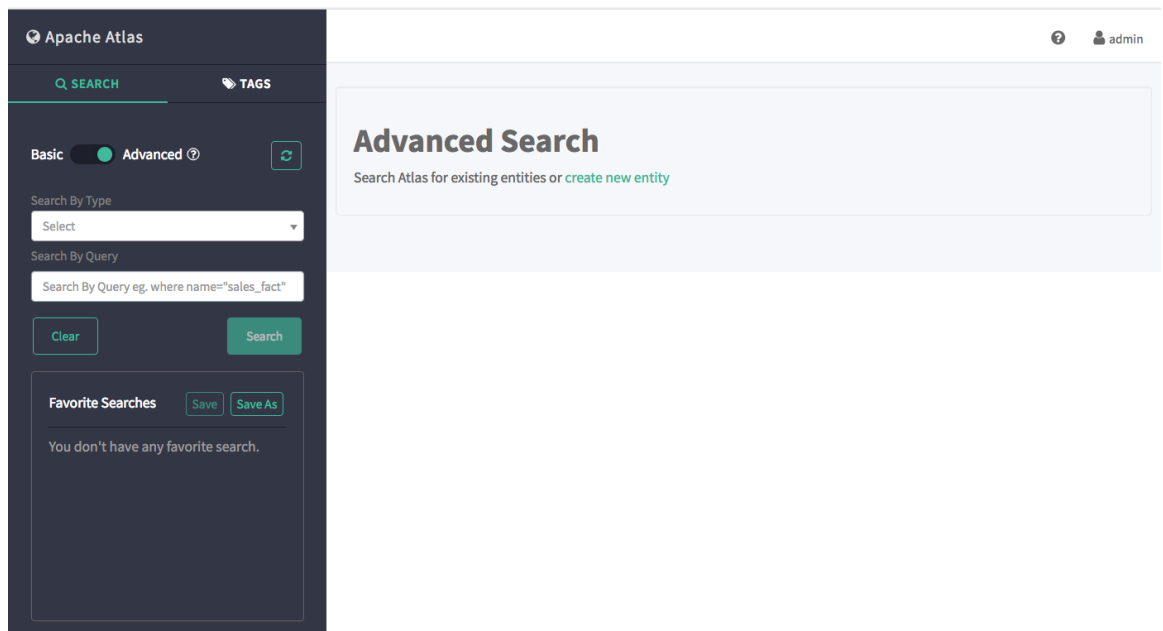 Apache Atlas
admin
SEARCH
TAGS
Basic
Advanced
Search By Type
Select
Search By Query
Search By Query eg. where name="sales_fact"
Clear
Search
Favorite Searches
Save
Save As
You don't have any favorite search.
Advanced Search
Search Atlas for existing entities or create new entity